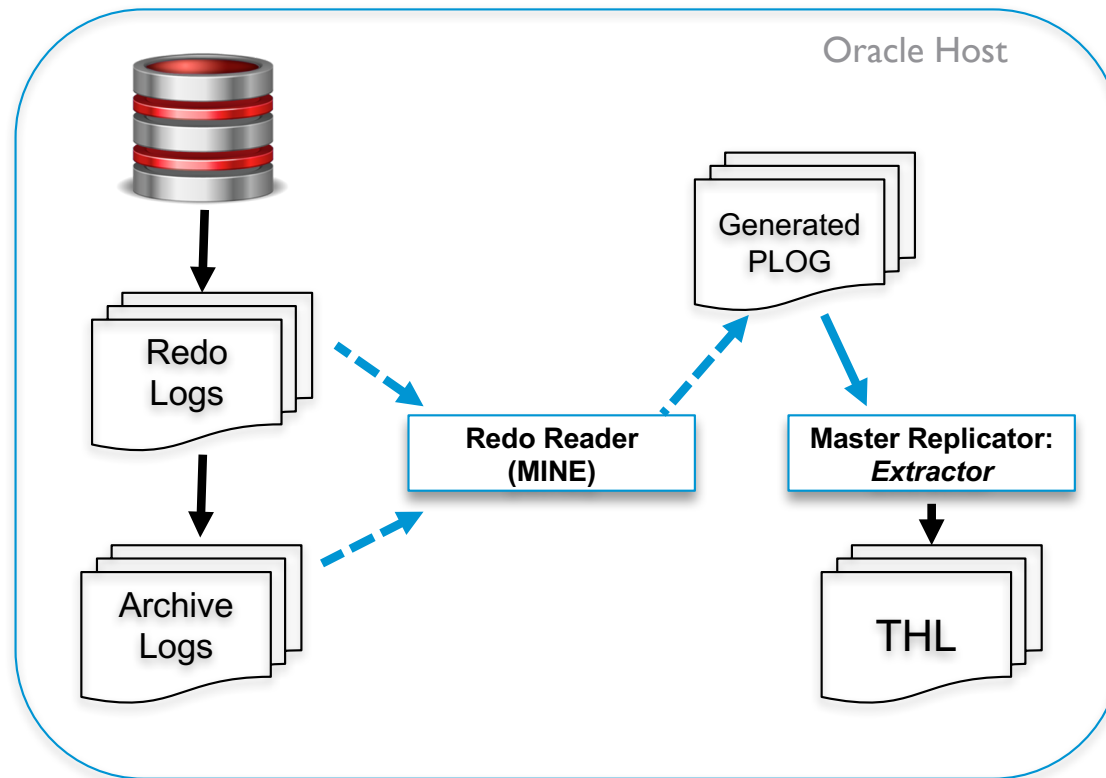 Oracle Host
Generated
PLOG
Redo
Logs
Redo Reader
(MINE)
Master Replicator:
Extractor
Archive
Logs
THL